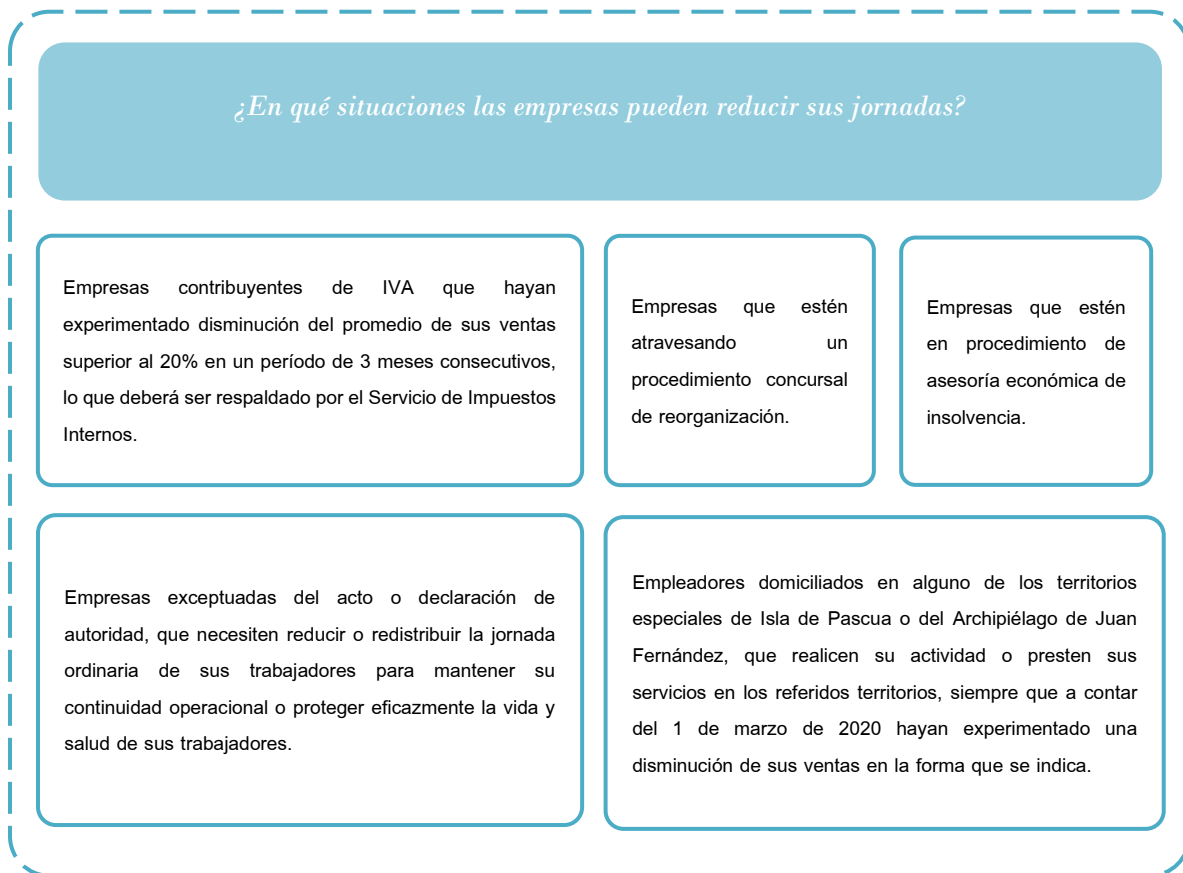 ¿En qué situaciones las empresas pueden reducir sus jornadas?
Empresas contribuyentes de IVA que hayan
experimentado disminución del promedio de sus ventas
superior al 20% en un período de 3 meses consecutivos,
lo que deberá ser respaldado por el Servicio de Impuestos
Internos.
Empresas que estén
atravesando un
procedimiento concursal
de reorganización.
Empresas que estén
en procedimiento de
asesoría económica de
insolvencia.
Empresas exceptuadas del acto o declaración de
autoridad, que necesiten reducir o redistribuir la jornada
ordinaria de sus trabajadores para mantener su
continuidad operacional o proteger eficazmente la vida y
salud de sus trabajadores.
Empleadores domiciliados en alguno de los territorios
especiales de Isla de Pascua o del Archipiélago de Juan
Fernández, que realicen su actividad o presten sus
servicios en los referidos territorios, siempre que a contar
del 1 de marzo de 2020 hayan experimentado una
disminución de sus ventas en la forma que se indica.